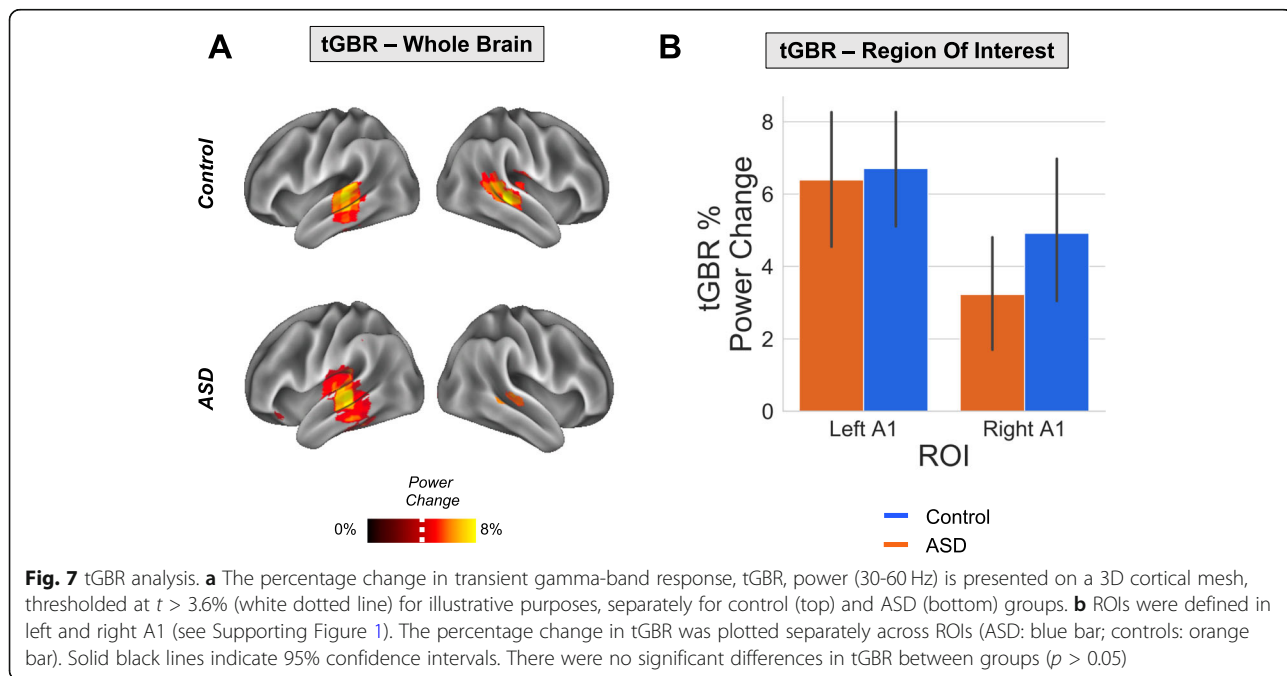 A
tGBR – Whole Brain
Control
ASD
Power
Change
0%
8%
B
tGBR – Region Of Interest
tGBR %
Power Change
8
6
4
2
0
Left A1
Right A1
ROI
Control
ASD
Fig. 7 tGBR analysis. a The percentage change in transient gamma-band response, tGBR, power (30-60 Hz) is presented on a 3D cortical mesh,
thresholded at t > 3.6% (white dotted line) for illustrative purposes, separately for control (top) and ASD (bottom) groups. b ROIs were defined in
left and right A1 (see Supporting Figure 1). The percentage change in tGBR was plotted separately across ROIs (ASD: blue bar; controls: orange
bar). Solid black lines indicate 95% confidence intervals. There were no significant differences in tGBR between groups (p > 0.05)